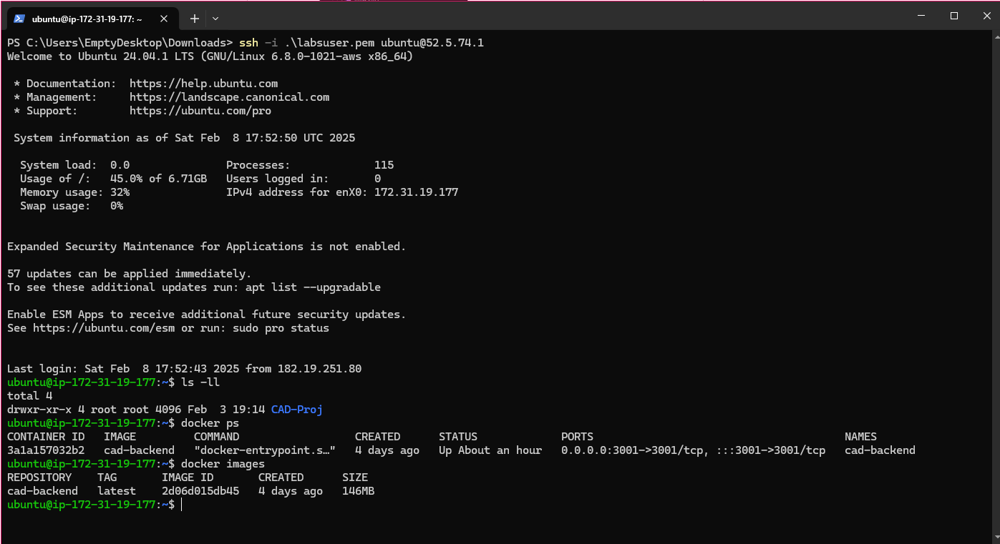 ubuntu@ip-172-31-19-177: ~
PS C:\Users\EmptyDesktop\Downloads> ssh -i .\labsuser.pem ubuntu@52.5.74.1
Welcome to Ubuntu 24.04.1 LTS (GNU/Linux 6.8.0-1021-aws x86_64)
* Documentation:  https://help.ubuntu.com
* Management:     https://landscape.canonical.com
* Support:        https://ubuntu.com/pro
System information as of Sat Feb  8 17:52:50 UTC 2025
System load:  0.0               Processes:             115
Usage of /:   45.0% of 6.71GB   Users logged in:       0
Memory usage: 32%               IPv4 address for enX0: 172.31.19.177
Swap usage:   0%
Expanded Security Maintenance for Applications is not enabled.
57 updates can be applied immediately.
To see these additional updates run: apt list --upgradable
Enable ESM Apps to receive additional future security updates.
See https://ubuntu.com/esm or run: sudo pro status
Last login: Sat Feb  8 17:52:43 2025 from 182.19.251.80
ubuntu@ip-172-31-19-177:~$ ls -ll
total 4
drwxr-xr-x 4 root root 4096 Feb  3 19:14 CAD-Proj
ubuntu@ip-172-31-19-177:~$ docker ps
CONTAINER ID   IMAGE         COMMAND                  CREATED      STATUS             PORTS                                       NAMES
3a1a157032b2   cad-backend   "docker-entrypoint.s…"   4 days ago   Up About an hour   0.0.0.0:3001->3001/tcp, :::3001->3001/tcp   cad-backend
ubuntu@ip-172-31-19-177:~$ docker images
REPOSITORY    TAG       IMAGE ID       CREATED      SIZE
cad-backend   latest    2d06d015db45   4 days ago   146MB
ubuntu@ip-172-31-19-177:~$